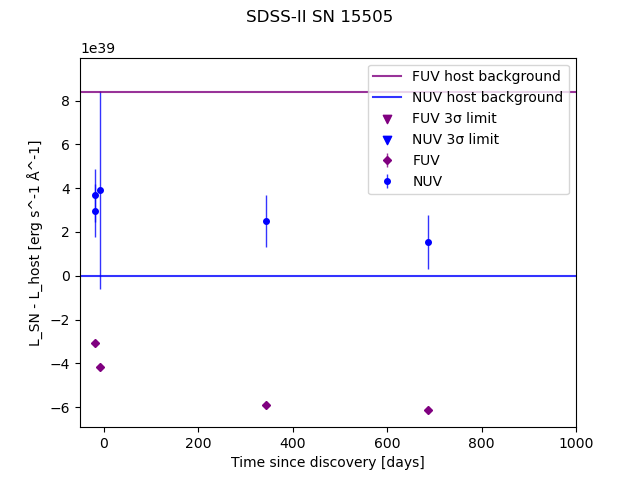 SDSS-II SN 15505
1e39
FUV host background
NUV host background
FUV 3σ limit
NUV 3σ limit
FUV
NUV
8
6
4
2
0
−2
−4
−6
L_SN - L_host [erg s^-1 Å^-1]
0 200 400 600 800 1000
Time since discovery [days]